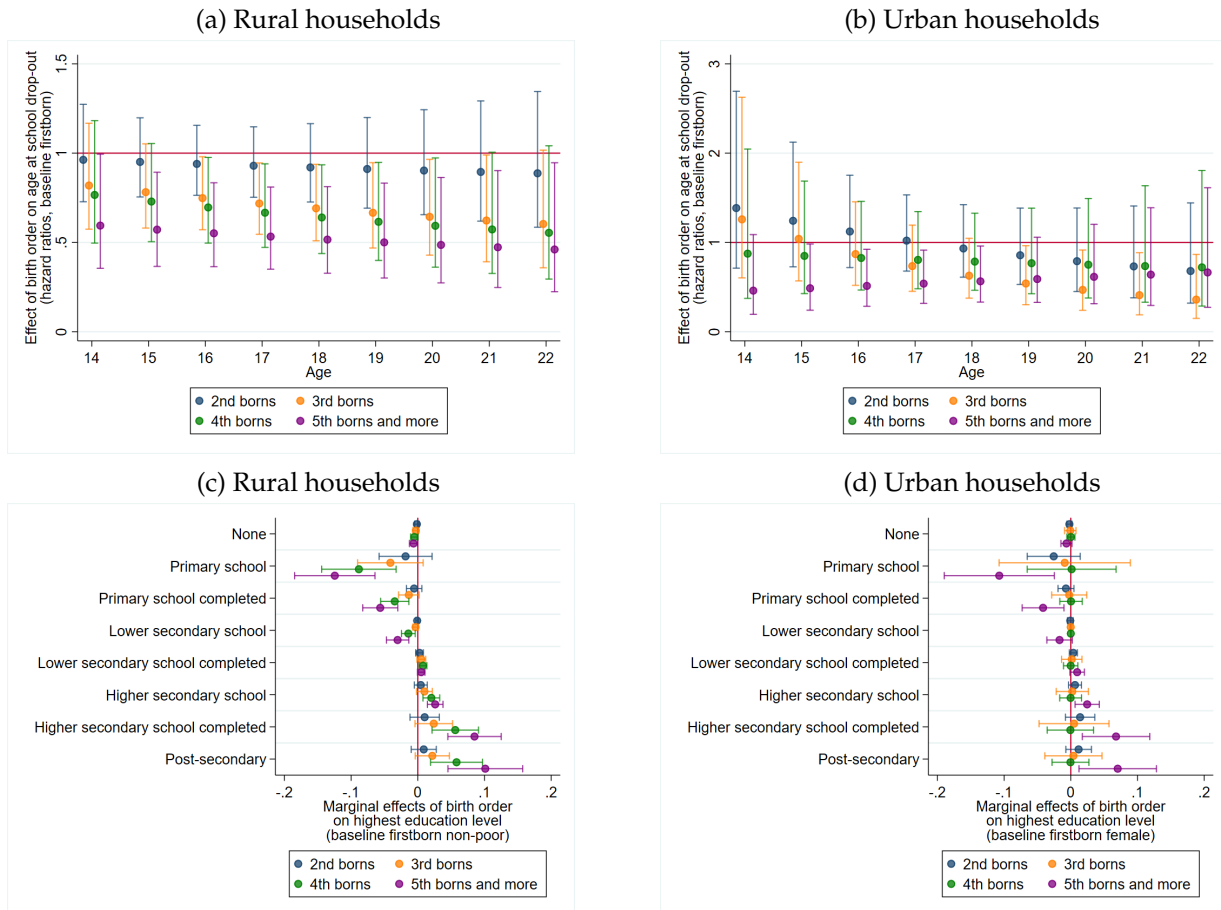 (a) Rural households
Effect of birth order on age at school drop-out
(hazard ratios, baseline firstborn)
1.5
1
.5
0
14 15 16 17 18 19 20 21 22
Age
2nd borns 3rd borns
4th borns 5th borns and more
(b) Urban households
Effect of birth order on age at school drop-out
(hazard ratios, baseline firstborn)
3
2
1
0
14 15 16 17 18 19 20 21 22
Age
2nd borns 3rd borns
4th borns 5th borns and more
(c) Rural households
None
Primary school
Primary school completed
Lower secondary school
Lower secondary school completed
Higher secondary school
Higher secondary school completed
Post-secondary
-.2 -.1 0 .1 .2
Marginal effects of birth order
on highest education level
(baseline firstborn non-poor)
2nd borns 3rd borns
4th borns 5th borns and more
(d) Urban households
None
Primary school
Primary school completed
Lower secondary school
Lower secondary school completed
Higher secondary school
Higher secondary school completed
Post-secondary
-.2 -.1 0 .1 .2
Marginal effects of birth order
on highest education level
(baseline firstborn female)
2nd borns 3rd borns
4th borns 5th borns and more